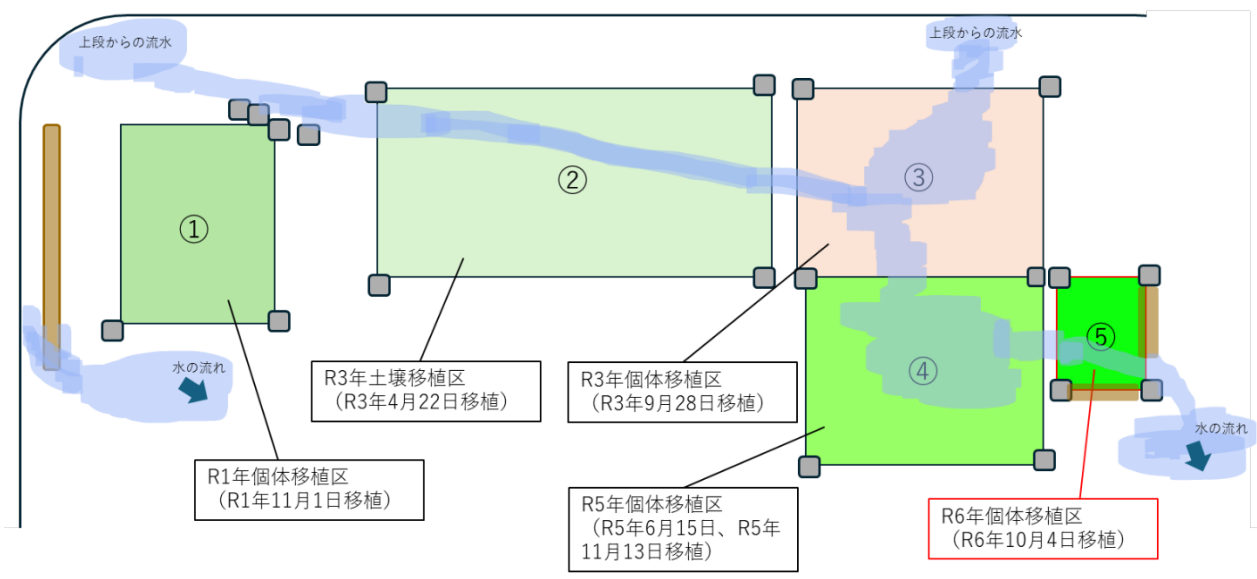 上段からの流水
上段からの流水
①
②
③
④
⑤
水の流れ
水の流れ
R3年土壌移植区
（R3年4月22日移植）
R3年個体移植区
（R3年9月28日移植）
R1年個体移植区
（R1年11月1日移植）
R5年個体移植区
（R5年6月15日、R5年
11月13日移植）
R6年個体移植区
（R6年10月4日移植）